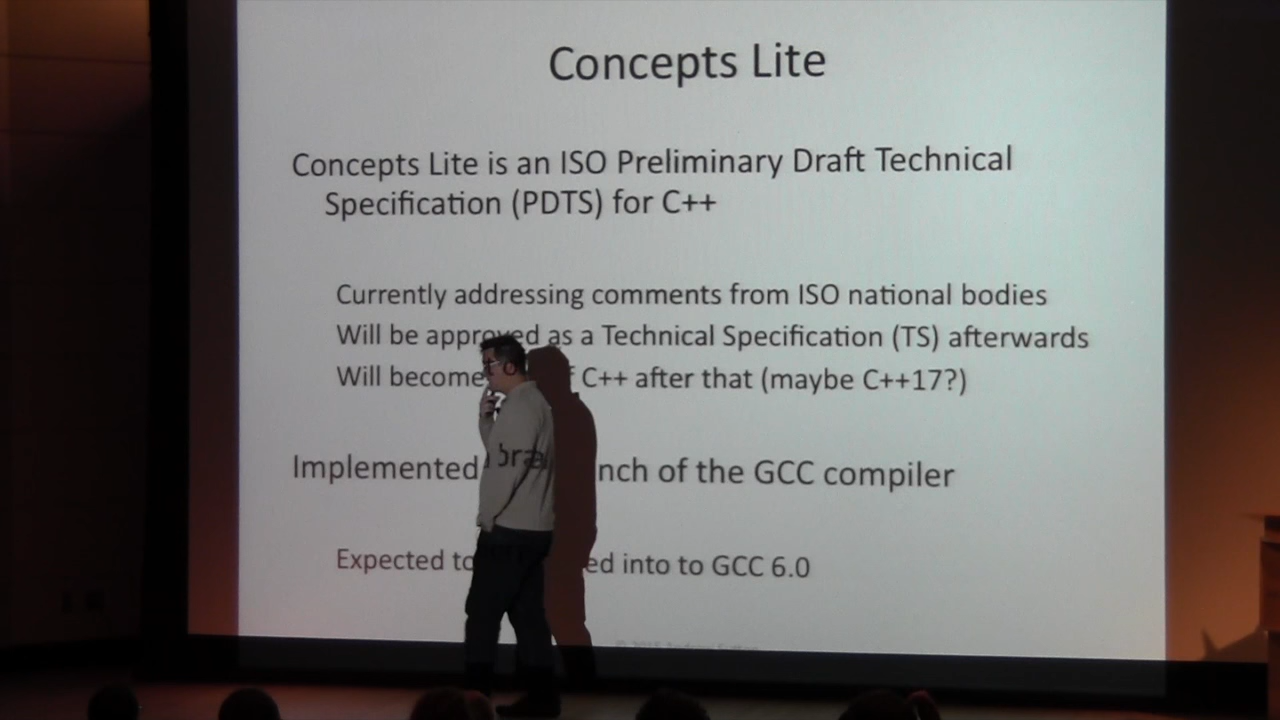 Concepts Lite
Concepts Lite is an ISO Preliminary Draft Technical
Specification (PDTS) for C++
Currently addressing comments from ISO national bodies
Will be approved as a Technical Specification (TS) afterwards
Will become C++ after that (maybe C++17?)
Implemented nch of the GCC compiler
Expected to ed into to GCC 6.0